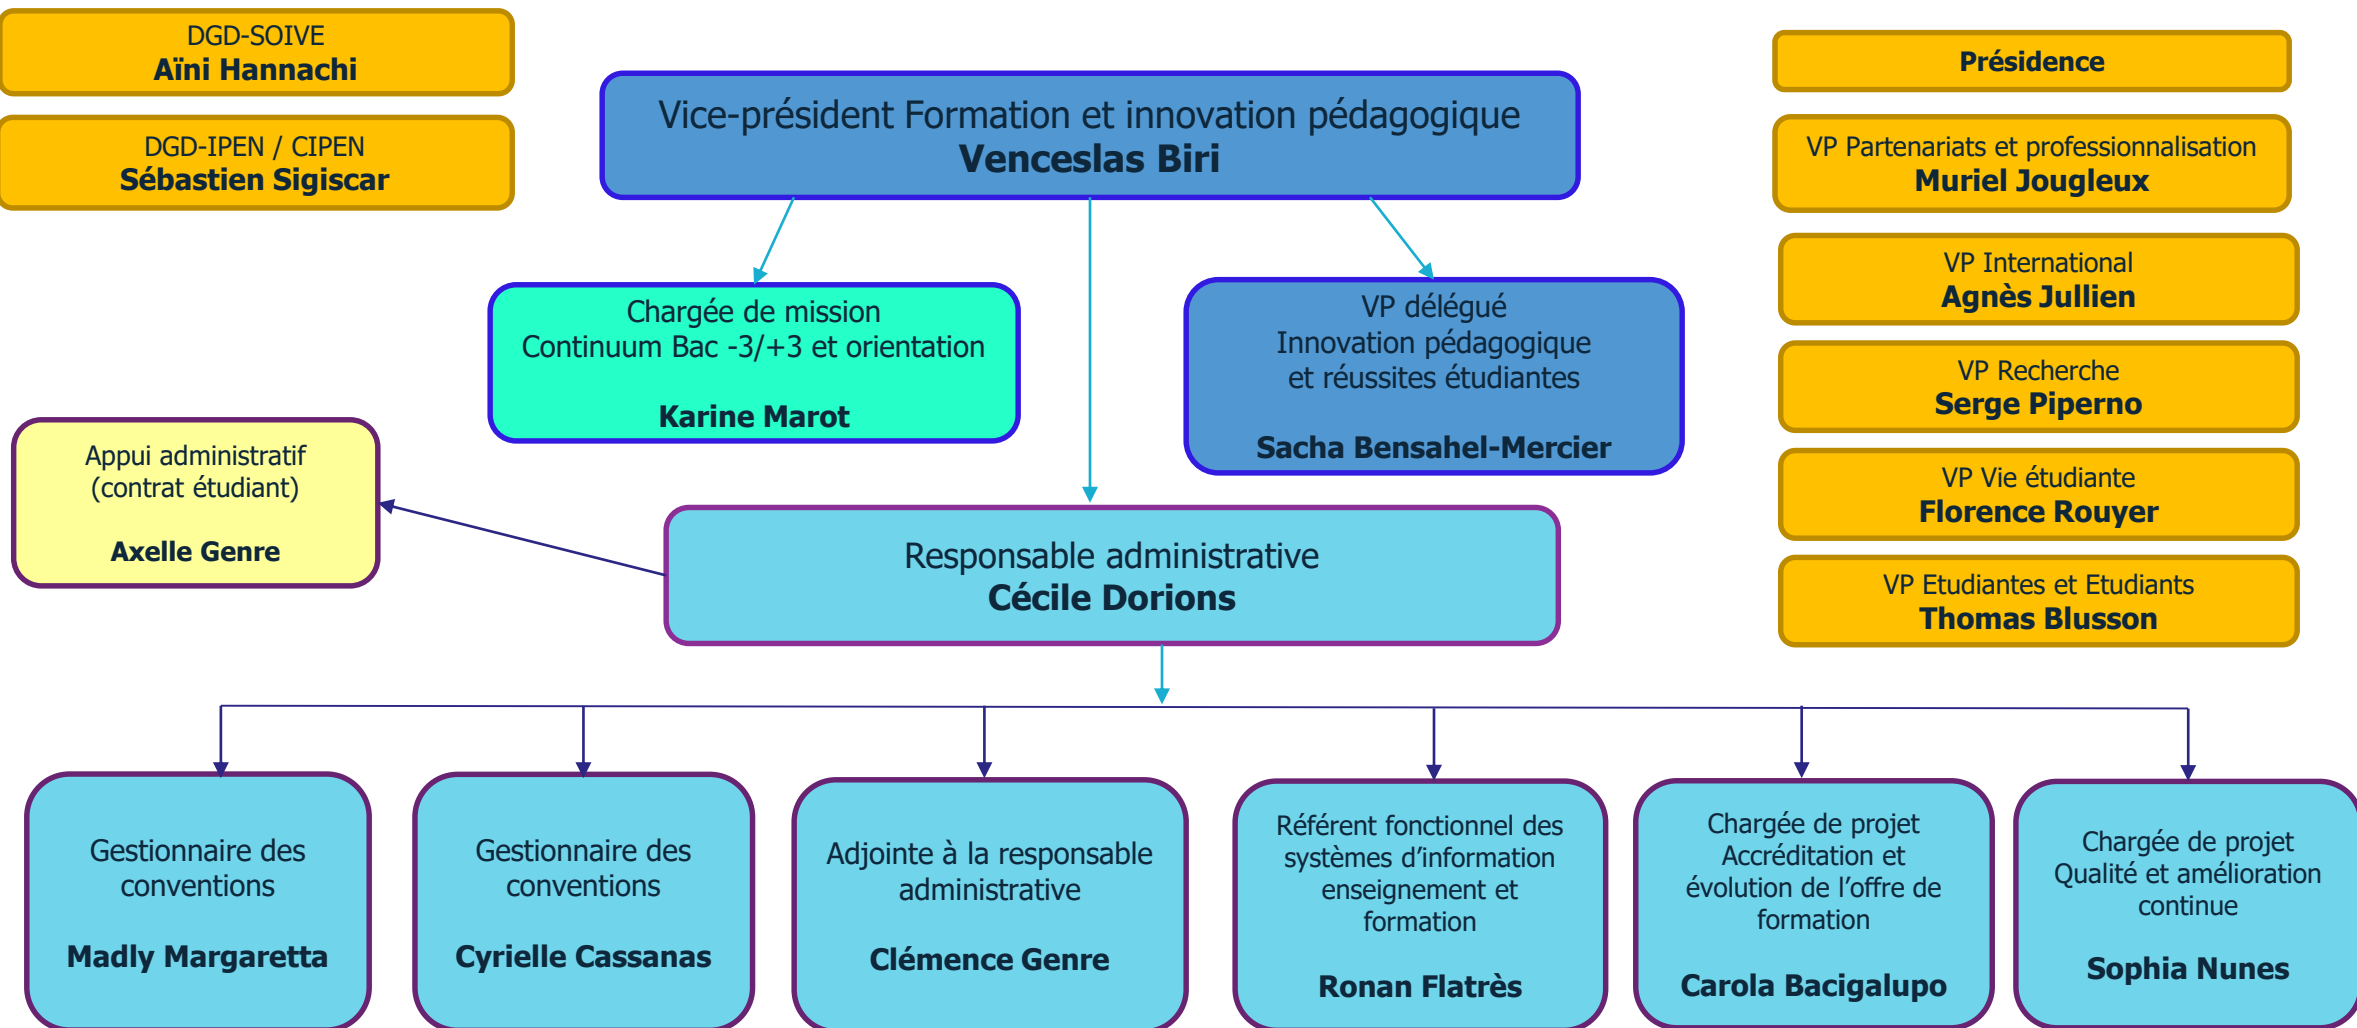 DGD-SOIVE
Aïni Hannachi
DGD-IPEN / CIPEN
Sébastien Sigiscar
Vice-président Formation et innovation pédagogique
Venceslas Biri
Présidence
VP Partenariats et professionnalisation
Muriel Jougleux
VP International
Agnès Jullien
VP Recherche
Serge Piperno
VP Vie étudiante
Florence Rouyer
VP Etudiantes et Etudiants
Thomas Blusson
Chargée de mission
Continuum Bac -3/+3 et orientation
Karine Marot
VP délégué
Innovation pédagogique
et réussites étudiantes
Sacha Bensahel-Mercier
Appui administratif
(contrat étudiant)
Axelle Genre
Responsable administrative
Cécile Dorions
Gestionnaire des
conventions
Madly Margaretta
Gestionnaire des
conventions
Cyrielle Cassanas
Adjointe à la responsable
administrative
Clémence Genre
Référent fonctionnel des
systèmes d’information
enseignement et
formation
Ronan Flatrès
Chargée de projet
Accréditation et
évolution de l’offre de
formation
Carola Bacigalupo
Chargée de projet
Qualité et amélioration
continue
Sophia Nunes